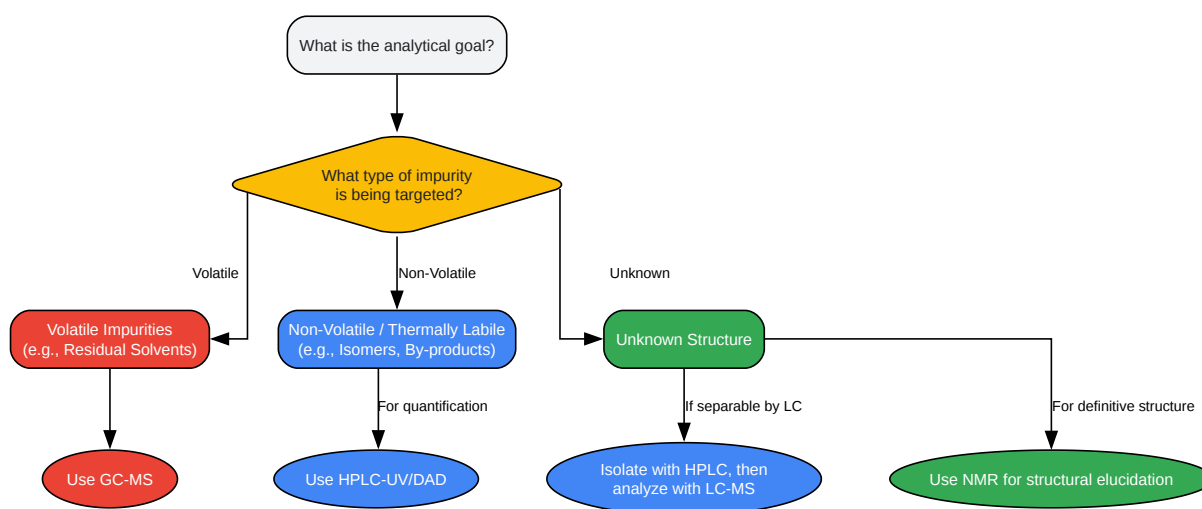 What is the analytical goal?
What type of impurity
is being targeted?
Volatile
Non-Volatile
Unknown
Volatile Impurities
(e.g., Residual Solvents)
Non-Volatile / Thermally Labile
(e.g., Isomers, By-products)
Unknown Structure
For quantification
If separable by LC
For definitive structure
Use GC-MS
Use HPLC-UV/DAD
Isolate with HPLC, then
analyze with LC-MS
Use NMR for structural elucidation